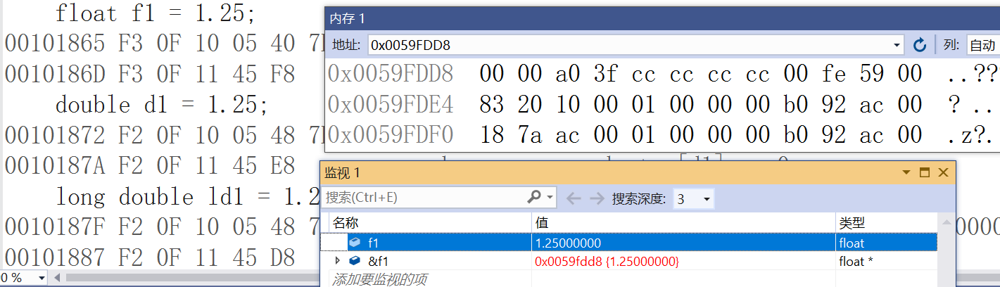 float f1 = 1.25;
00101865 F3 0F 10 05 40
0010186D F3 0F 11 45 F8
double d1 = 1.25;
00101872 F2 0F 10 05 48
0010187A F2 0F 11 45 E8
long double ld1 = 1.2
0010187F F2 0F 10 05 48 7
00101887 F2 0F 11 45 D8
0 %
内存 1
地址: 0x0059FDD8 列: 自动
0x0059FDD8 00 00 a0 3f cc cc cc cc 00 fe 59 00 ..??
0x0059FDE4 83 20 10 00 01 00 00 00 b0 92 ac 00 ? ..
0x0059FDF0 18 7a ac 00 01 00 00 00 b0 92 ac 00 .z?.
监视 1
搜索(Ctrl+E) 搜索深度: 3
名称 值 类型
f1 1.25000000 float
&f1 0x0059fdd8 {1.25000000} float *
添加要监视的项